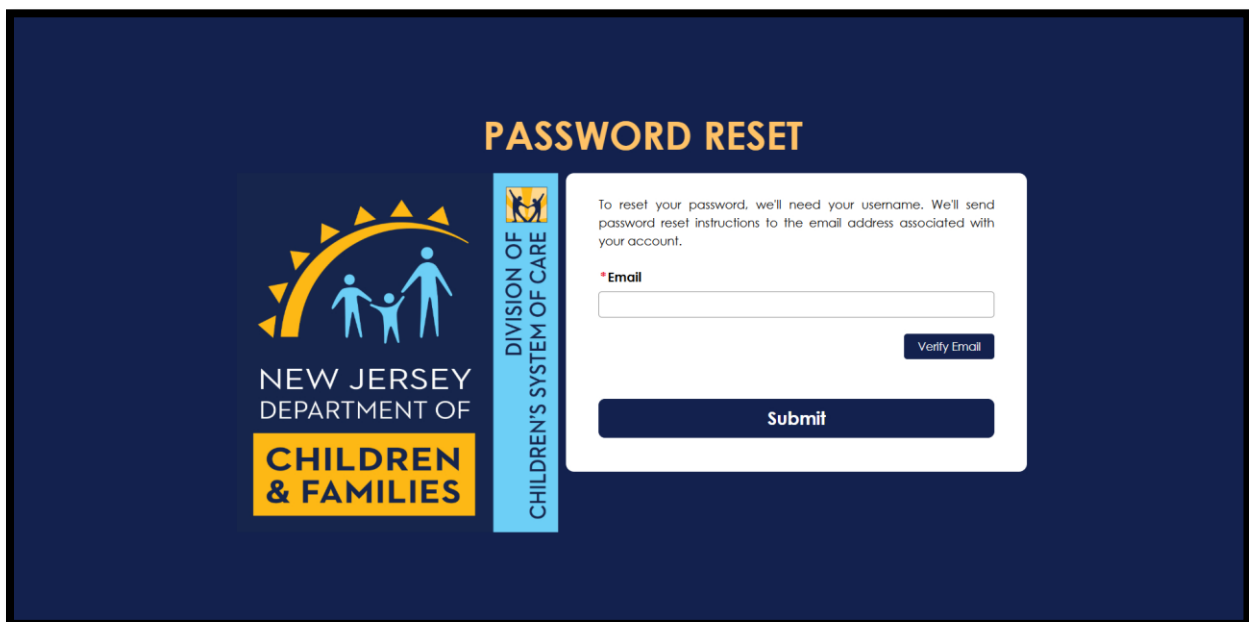 PASSWORD RESET
NEW JERSEY
DEPARTMENT OF
CHILDREN
& FAMILIES
DIVISION OF
CHILDREN'S SYSTEM OF CARE
To reset your password, we'll need your username. We'll send
password reset instructions to the email address associated with
your account.
*Email
Verify Email
Submit